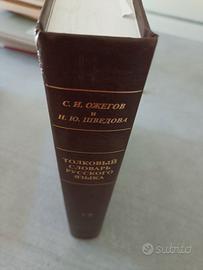 С. И. ОЖЕГОВ
и
Н. Ю. ШВЕДОВА
ТОЛКОВЫЙ
СЛОВАРЬ
РУССКОГО
ЯЗЫКА
subito